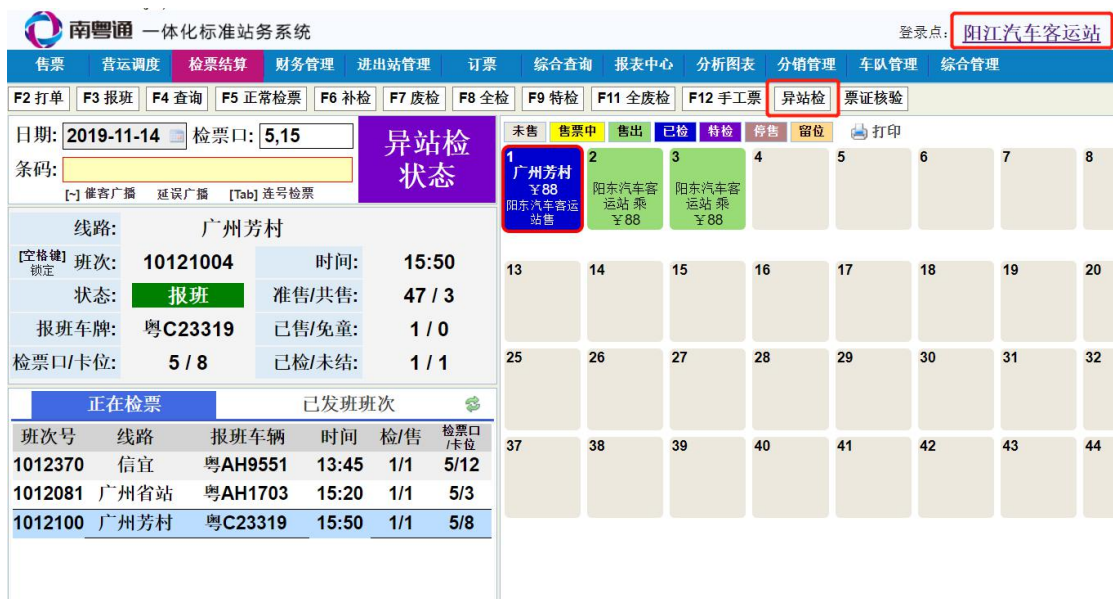 南粤通 一体化标准站务系统
登录点: 阳江汽车客运站
售票 营运调度 检票结算 财务管理 进出站管理 订票 综合查询 报表中心 分析图表 分销管理 车队管理 综合管理
F2 打单 F3 报班 F4 查询 F5 正常检票 F6 补检 F7 废检 F8 全检 F9 特检 F11 全废检 F12 手工票 异站检 票证核验
日期: 2019-11-14 检票口: 5,15
条码:
[~] 催客广播 延误广播 [Tab] 连号检票
异站检
状态
线路: 广州芳村
[空格键]
锁定
班次: 10121004 时间: 15:50
状态: 报班 准售/共售: 47 / 3
报班车牌: 粤C23319 已售/免童: 1 / 0
检票口/卡位: 5 / 8 已检/未结: 1 / 1
正在检票 已发班班次
班次号 线路 报班车辆 时间 检/售 检票口
/卡位
1012370 信宜 粤AH9551 13:45 1/1 5/12
1012081 广州省站 粤AH1703 15:20 1/1 5/3
1012100 广州芳村 粤C23319 15:50 1/1 5/8
未售 售票中 售出 已检 特检 停售 留位 打印
1
广州芳村
￥88
阳东汽车客运
站售
2
阳东汽车客
运站 乘
￥88
3
阳东汽车客
运站 乘
￥88
4 5 6 7 8
13 14 15 16 17 18 19 20
25 26 27 28 29 30 31 32
37 38 39 40 41 42 43 44